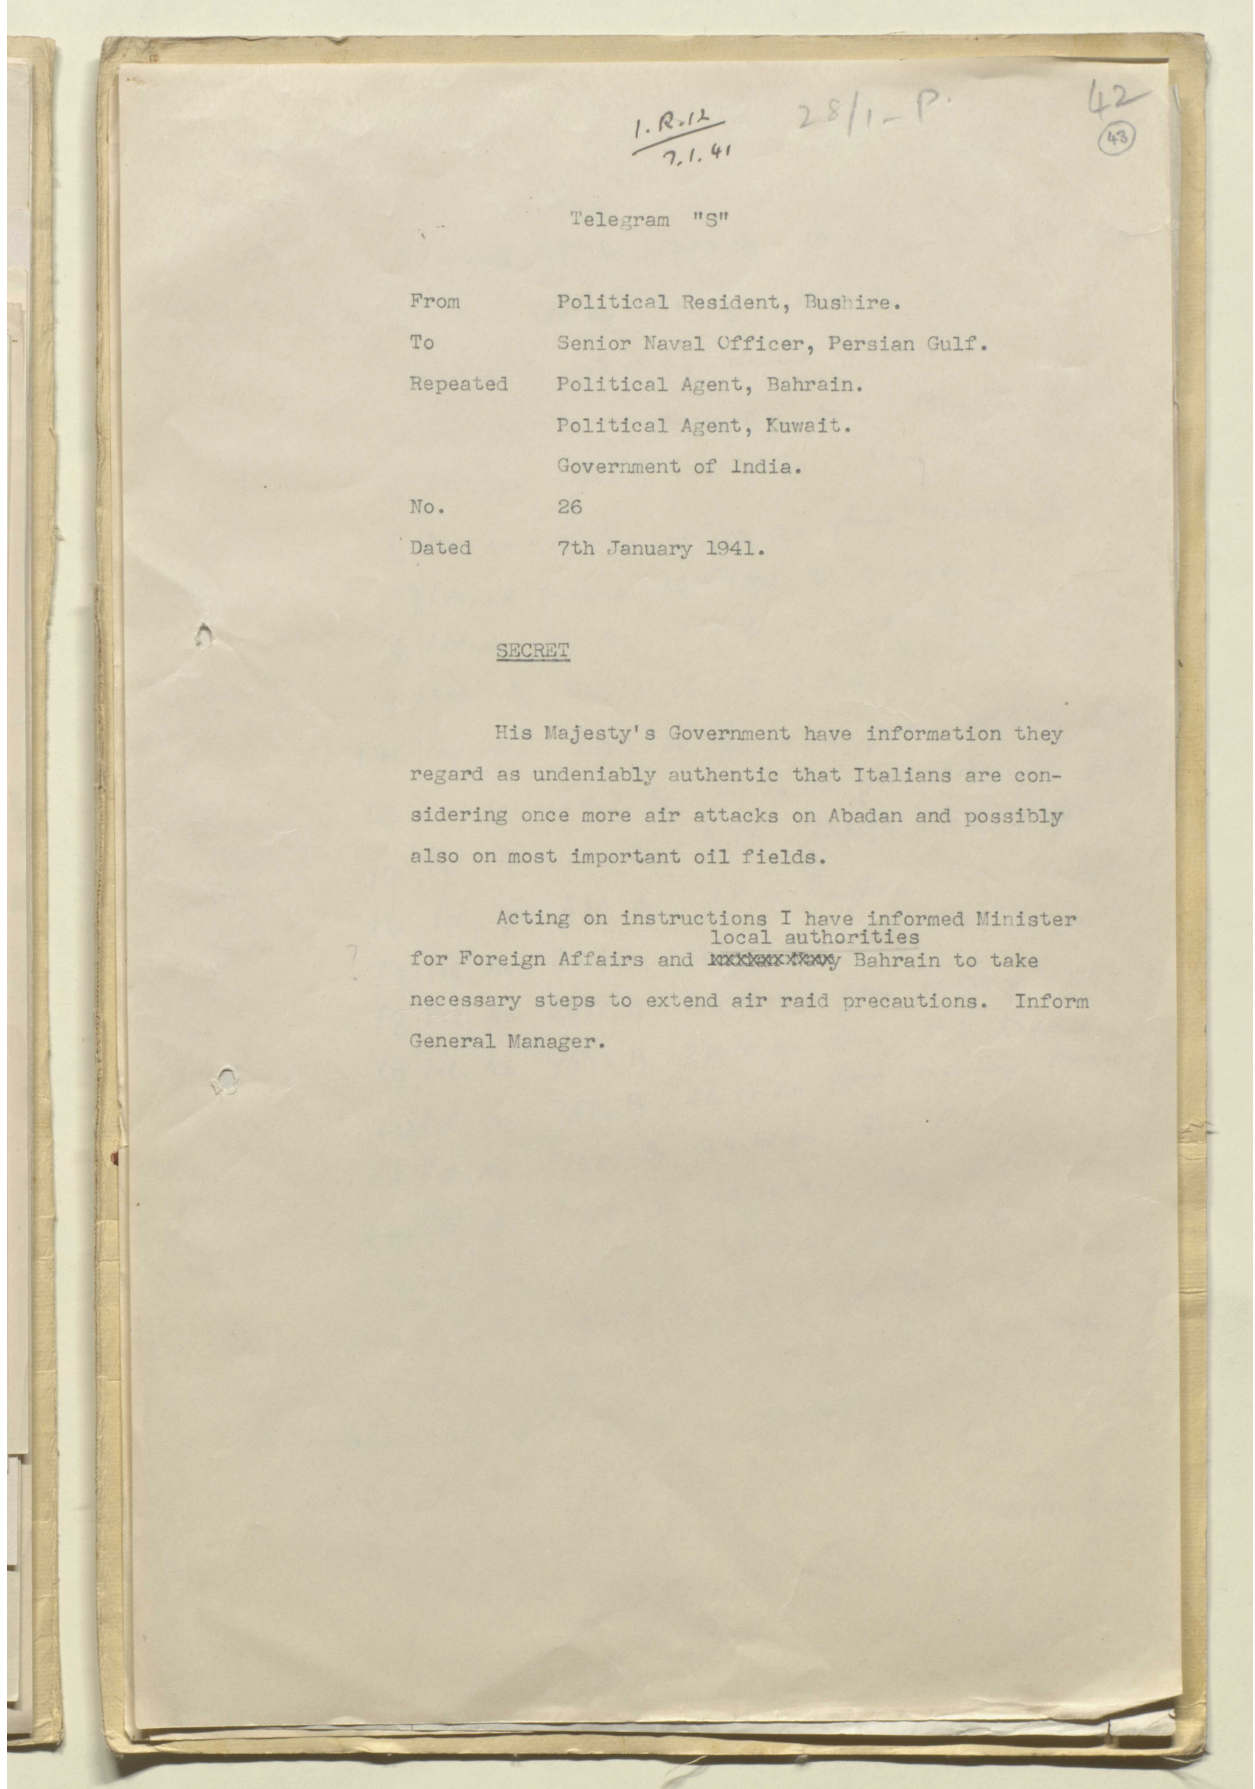 1.R.12
7.1.41
28/1-P.
42
43
Telegram "S"
From Political Resident, Bushire.
To Senior Naval Officer, Persian Gulf.
Repeated Political Agent, Bahrain.
Political Agent, Kuwait.
Government of India.
No. 26
Dated 7th January 1941.
SECRET
His Majesty's Government have information they
regard as undeniably authentic that Italians are con-
sidering once more air attacks on Abadan and possibly
also on most important oil fields.
Acting on instructions I have informed Minister
local authorities
for Foreign Affairs and Bahrain to take
necessary steps to extend air raid precautions. Inform
General Manager.
?